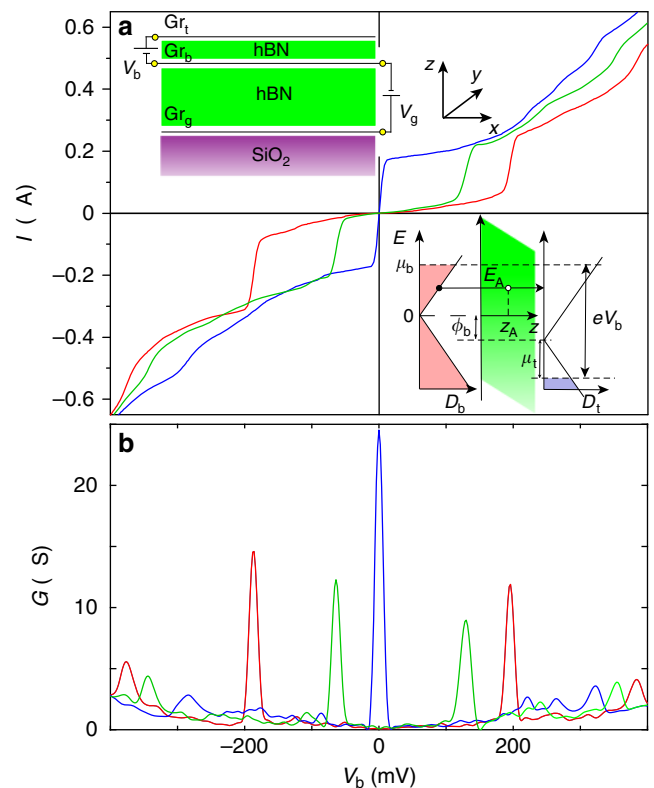 a
Gr_t
Gr_b
hBN
V_b
hBN
Gr_g
V_g
SiO_2
z
y
x
0.6
0.4
0.2
0
−0.2
−0.4
−0.6
I ( A)
E
μ_b
0
ϕ_b
E_A
z_A
z
μ_t
eV_b
D_b
D_t
b
20
10
0
G ( S)
−200
0
200
V_b (mV)